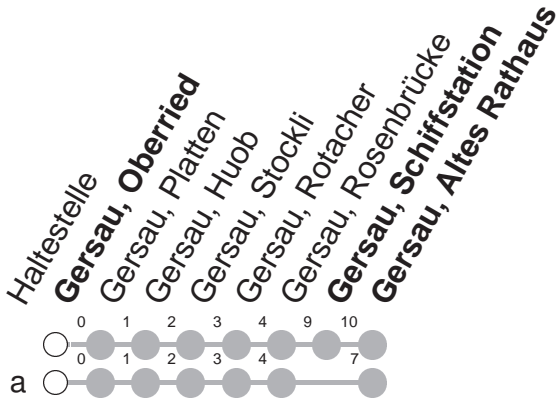 Haltestelle
Gersau, Oberried
Gersau, Platten
Gersau, Huob
Gersau, Stockli
Gersau, Rotacher
Gersau, Rosenbrücke
Gersau, Schiffstation
Gersau, Altes Rathaus
0 1 2 3 4 9 10
0 1 2 3 4 7
a